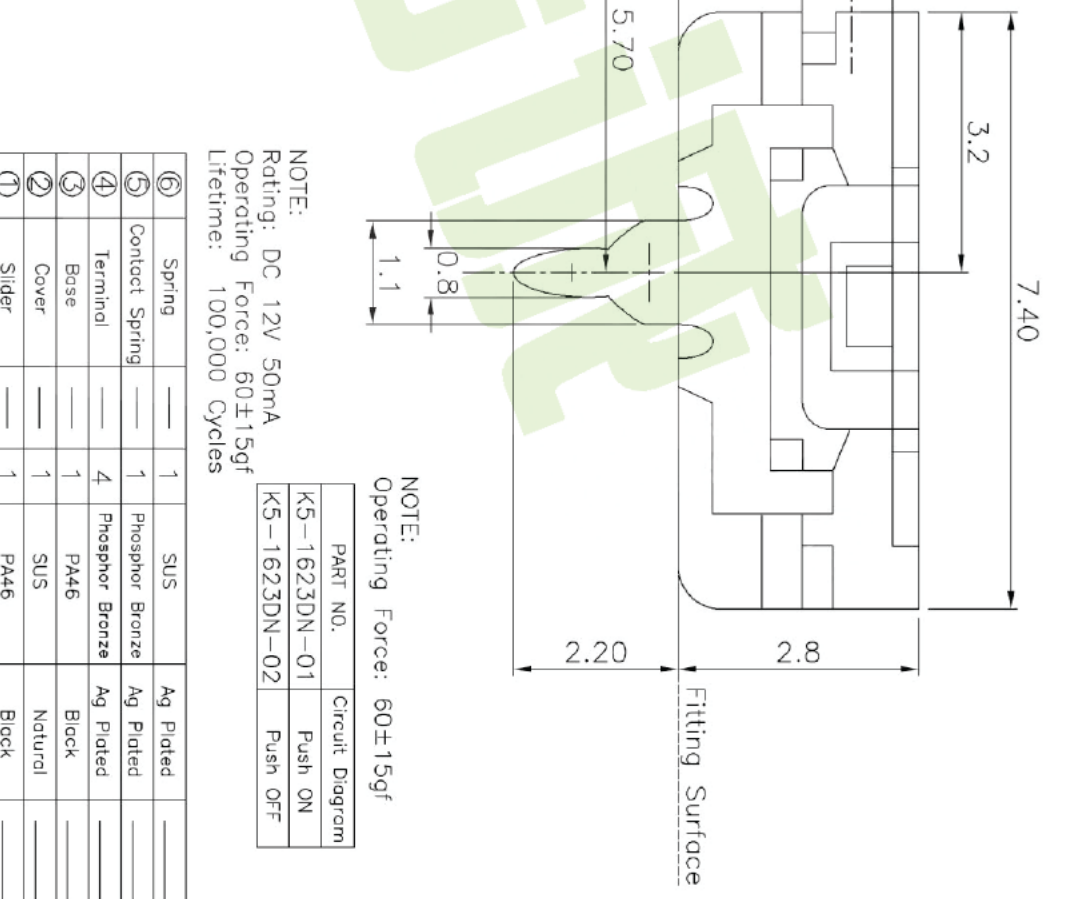 5.70
3.2
7.40
0.8
1.1
2.20
2.8
Fitting Surface
NOTE:
Operating Force: 60±15gf
PART NO. Circuit Diagram
K5-1623DN-01 Push ON
K5-1623DN-02 Push OFF
NOTE:
Rating: DC 12V 50mA
Operating Force: 60±15gf
Lifetime: 100,000 Cycles
⑥ Spring — 1 SUS Ag Plated —
⑤ Contact Spring — 1 Phosphor Bronze Ag Plated —
④ Terminal — 4 Phosphor Bronze Ag Plated —
③ Base — 1 PA46 Black —
② Cover — 1 SUS Natural —
① Slider — 1 PA46 Black —